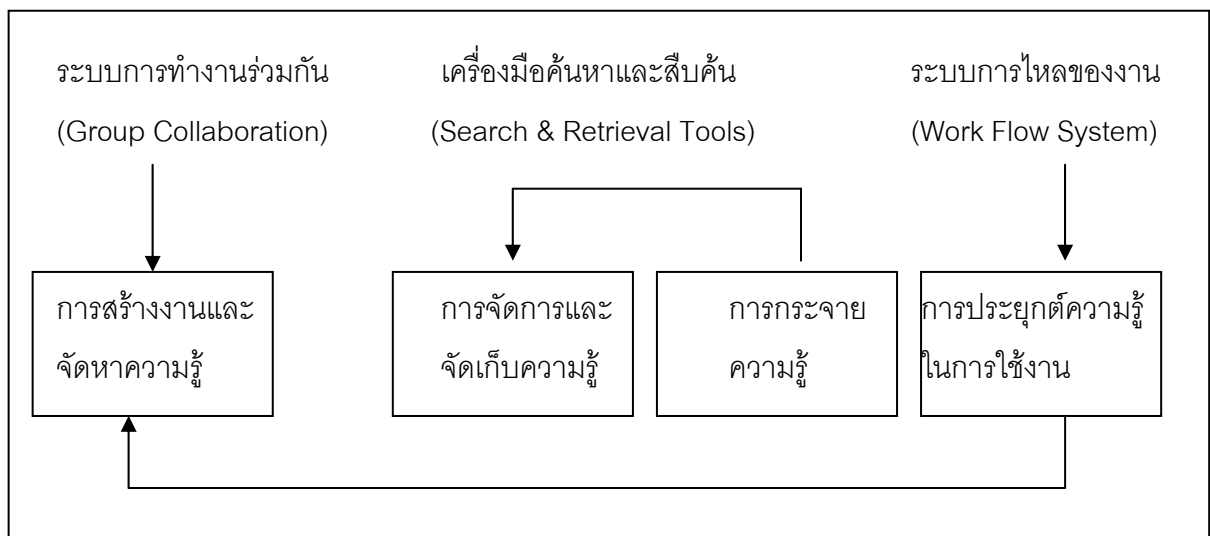 ระบบการทำงานร่วมกัน
(Group Collaboration)
เครื่องมือค้นหาและสืบค้น
(Search & Retrieval Tools)
ระบบการไหลของงาน
(Work Flow System)
การสร้างงานและ
จัดหาความรู้
การจัดการและ
จัดเก็บความรู้
การกระจาย
ความรู้
การประยุกต์ความรู้
ในการใช้งาน